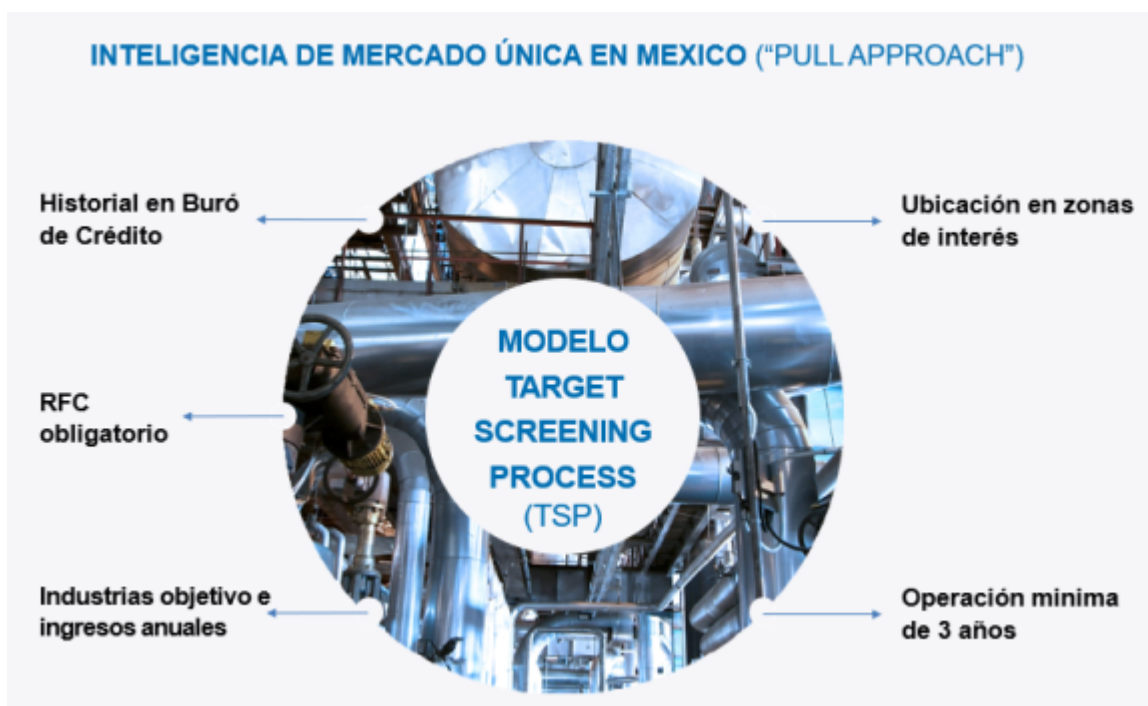 INTELIGENCIA DE MERCADO ÚNICA EN MEXICO (“PULL APPROACH”)
Historial en Buró
de Crédito
RFC
obligatorio
Industrias objetivo e
ingresos anuales
MODELO
TARGET
SCREENING
PROCESS
(TSP)
Ubicación en zonas
de interés
Operación minima
de 3 años